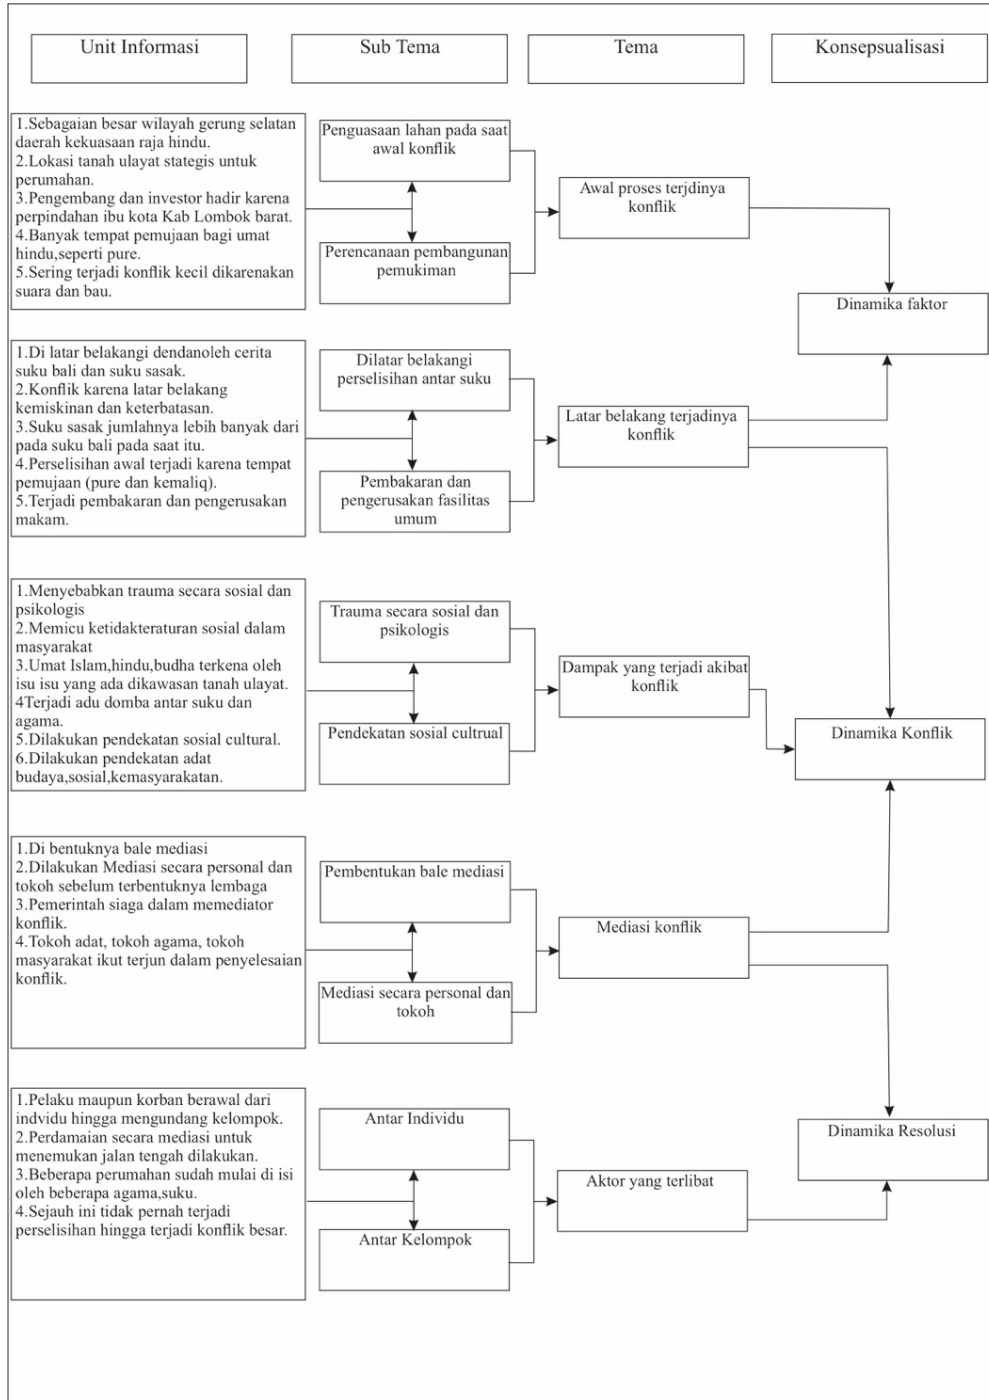 Unit Informasi
Sub Tema
Tema
Konsepsualisasi
1.Sebagaian besar wilayah gerung selatan
daerah kekuasaan raja hindu.
2.Lokasi tanah ulayat stategis untuk
perumahan.
3.Pengembang dan investor hadir karena
perpindahan ibu kota Kab Lombok barat.
4.Banyak tempat pemujaan bagi umat
hindu,seperti pure.
5.Sering terjadi konflik kecil dikarenakan
suara dan bau.
Penguasaan lahan pada saat
awal konflik
Perencanaan pembangunan
pemukiman
Awal proses terjdinya
konflik
Dinamika faktor
1.Di latar belakangi dendanoleh cerita
suku bali dan suku sasak.
2.Konflik karena latar belakang
kemiskinan dan keterbatasan.
3.Suku sasak jumlahnya lebih banyak dari
pada suku bali pada saat itu.
4.Perselisihan awal terjadi karena tempat
pemujaan (pure dan kemaliq).
5.Terjadi pembakaran dan pengerusakan
makam.
Dilatar belakangi
perselisihan antar suku
Pembakaran dan
pengerusakan fasilitas
umum
Latar belakang terjadinya
konflik
1.Menyebabkan trauma secara sosial dan
psikologis
2.Memicu ketidakteraturan sosial dalam
masyarakat
3.Umat Islam,hindu,budha terkena oleh
isu isu yang ada dikawasan tanah ulayat.
4Terjadi adu domba antar suku dan
agama.
5.Dilakukan pendekatan sosial cultural.
6.Dilakukan pendekatan adat
budaya,sosial,kemasyarakatan.
Trauma secara sosial dan
psikologis
Pendekatan sosial cultrual
Dampak yang terjadi akibat
konflik
Dinamika Konflik
1.Di bentuknya bale mediasi
2.Dilakukan Mediasi secara personal dan
tokoh sebelum terbentuknya lembaga
3.Pemerintah siaga dalam memediator
konflik.
4.Tokoh adat, tokoh agama, tokoh
masyarakat ikut terjun dalam penyelesaian
konflik.
Pembentukan bale mediasi
Mediasi secara personal dan
tokoh
Mediasi konflik
1.Pelaku maupun korban berawal dari
indvidu hingga mengundang kelompok.
2.Perdamaian secara mediasi untuk
menemukan jalan tengah dilakukan.
3.Beberapa perumahan sudah mulai di isi
oleh beberapa agama,suku.
4.Sejauh ini tidak pernah terjadi
perselisihan hingga terjadi konflik besar.
Antar Individu
Antar Kelompok
Aktor yang terlibat
Dinamika Resolusi